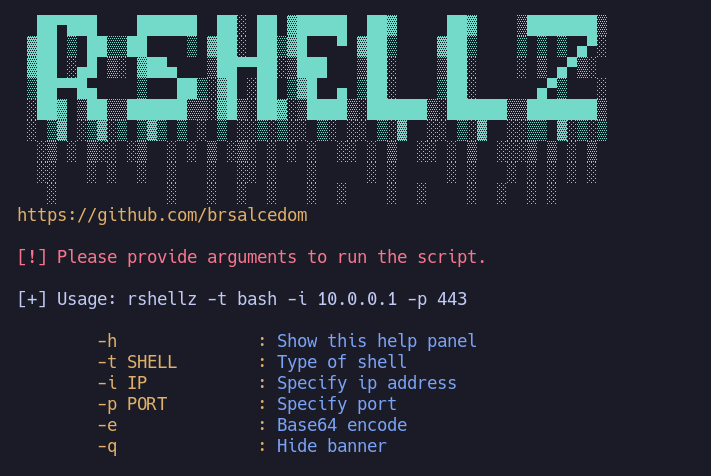 RSHELLZ
https://github.com/brsalcedom
[!] Please provide arguments to run the script.
[+] Usage: rshellz -t bash -i 10.0.0.1 -p 443
-h : Show this help panel
-t SHELL : Type of shell
-i IP : Specify ip address
-p PORT : Specify port
-e : Base64 encode
-q : Hide banner